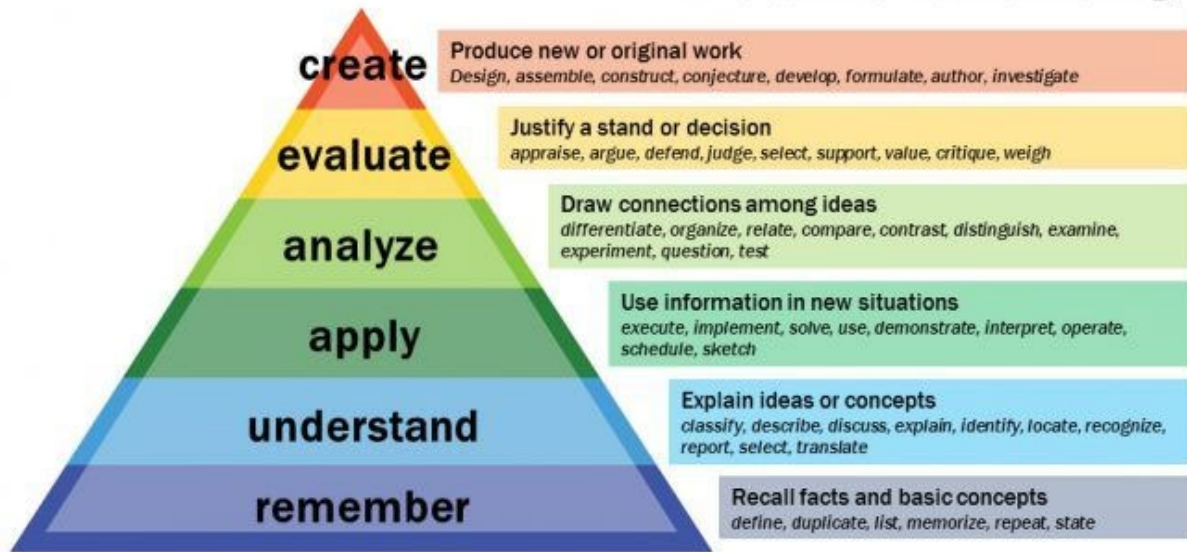 create
Produce new or original work
Design, assemble, construct, conjecture, develop, formulate, author, investigate
evaluate
Justify a stand or decision
appraise, argue, defend, judge, select, support, value, critique, weigh
analyze
Draw connections among ideas
differentiate, organize, relate, compare, contrast, distinguish, examine,
experiment, question, test
apply
Use information in new situations
execute, implement, solve, use, demonstrate, interpret, operate,
schedule, sketch
understand
Explain ideas or concepts
classify, describe, discuss, explain, identify, locate, recognize,
report, select, translate
remember
Recall facts and basic concepts
define, duplicate, list, memorize, repeat, state